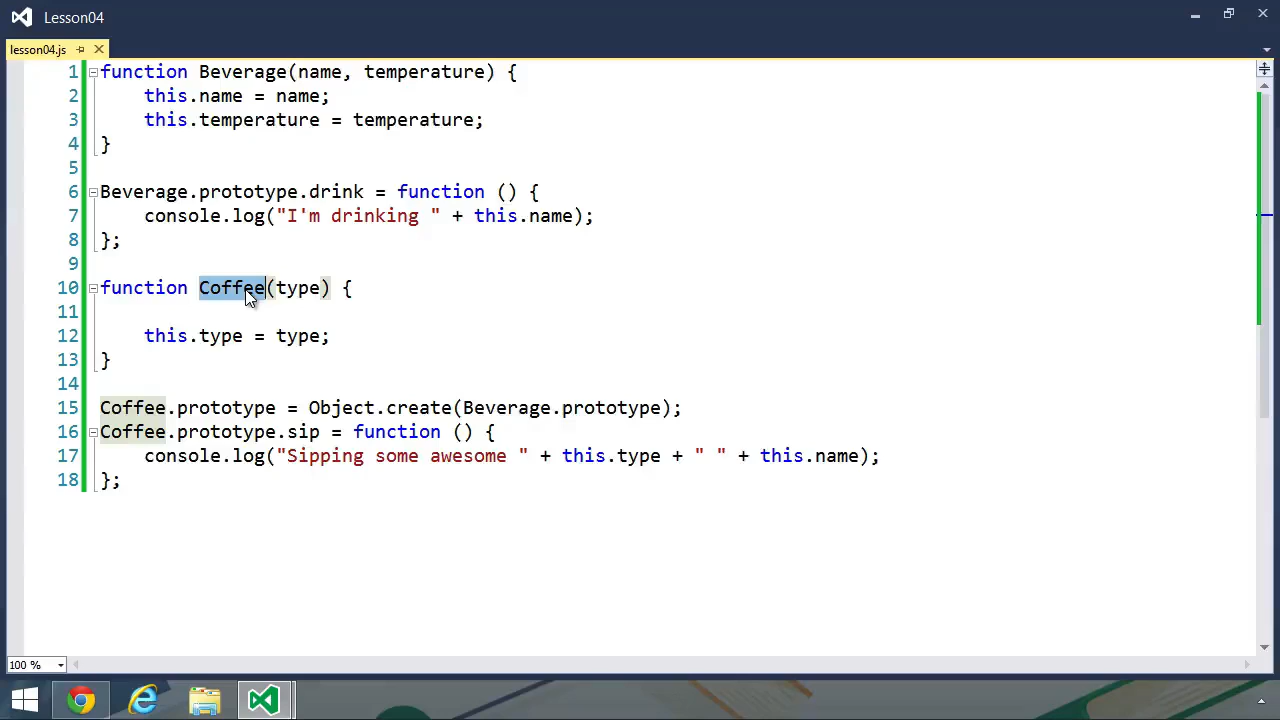 Lesson04
lesson04.js
1 function Beverage(name, temperature) {
2 this.name = name;
3 this.temperature = temperature;
4 }
5
6 Beverage.prototype.drink = function () {
7 console.log("I'm drinking " + this.name);
8 };
9
10 function Coffee(type) {
11
12 this.type = type;
13 }
14
15 Coffee.prototype = Object.create(Beverage.prototype);
16 Coffee.prototype.sip = function () {
17 console.log("Sipping some awesome " + this.type + " " + this.name);
18 };
100 %